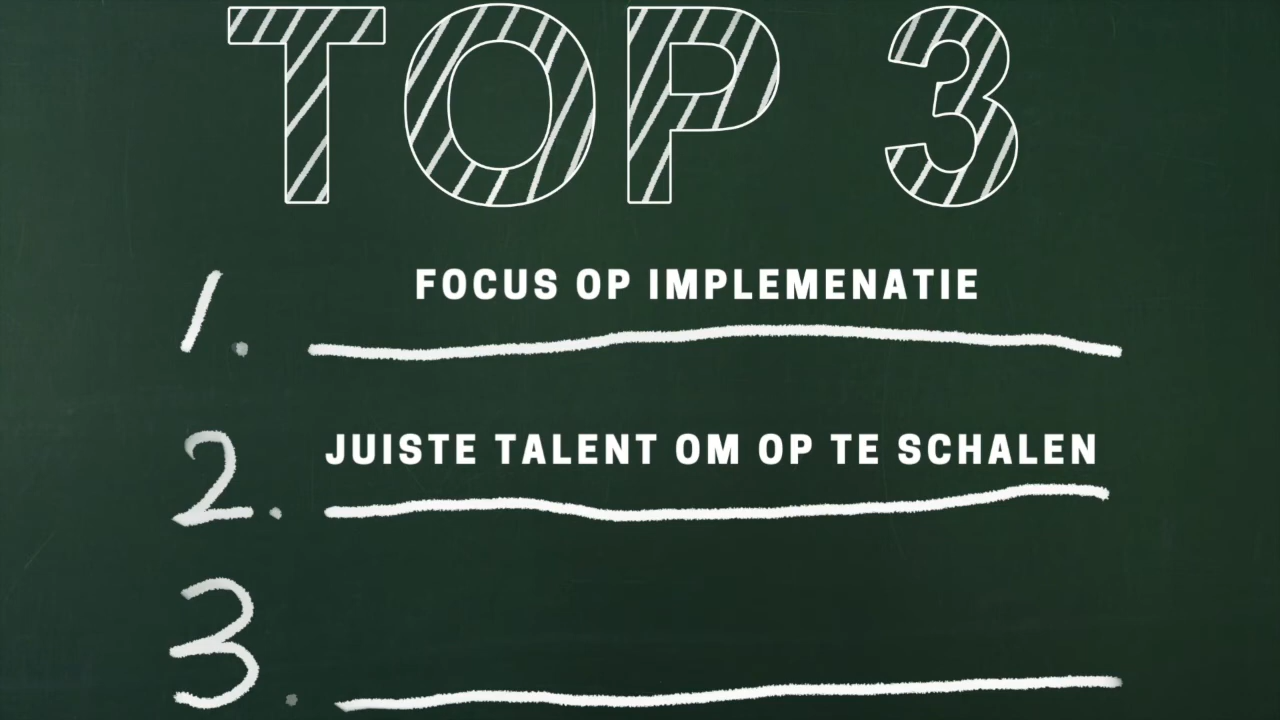 TOP 3
1. FOCUS OP IMPLEMENATIE
2. JUISTE TALENT OM OP TE SCHALEN
3.